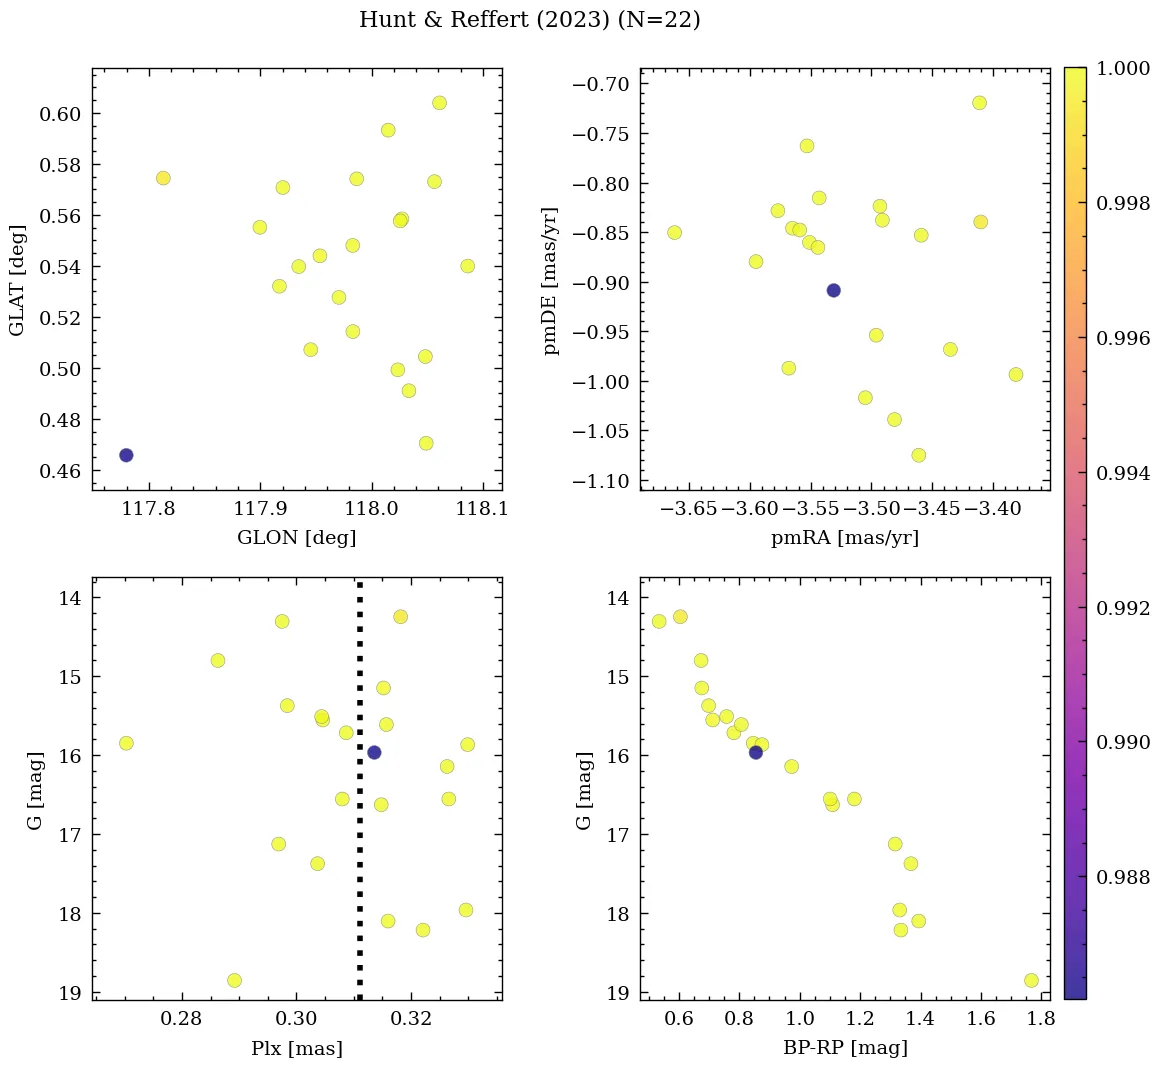 Hunt & Reffert (2023) (N=22)
0.60
0.58
0.56
0.54
0.52
0.50
0.48
0.46
GLAT [deg]
117.8 117.9 118.0 118.1
GLON [deg]
−0.70
−0.75
−0.80
−0.85
−0.90
−0.95
−1.00
−1.05
−1.10
pmDE [mas/yr]
−3.65 −3.60 −3.55 −3.50 −3.45 −3.40
pmRA [mas/yr]
14
15
16
17
18
19
G [mag]
0.28 0.30 0.32
Plx [mas]
14
15
16
17
18
19
G [mag]
0.6 0.8 1.0 1.2 1.4 1.6 1.8
BP-RP [mag]
1.000
0.998
0.996
0.994
0.992
0.990
0.988